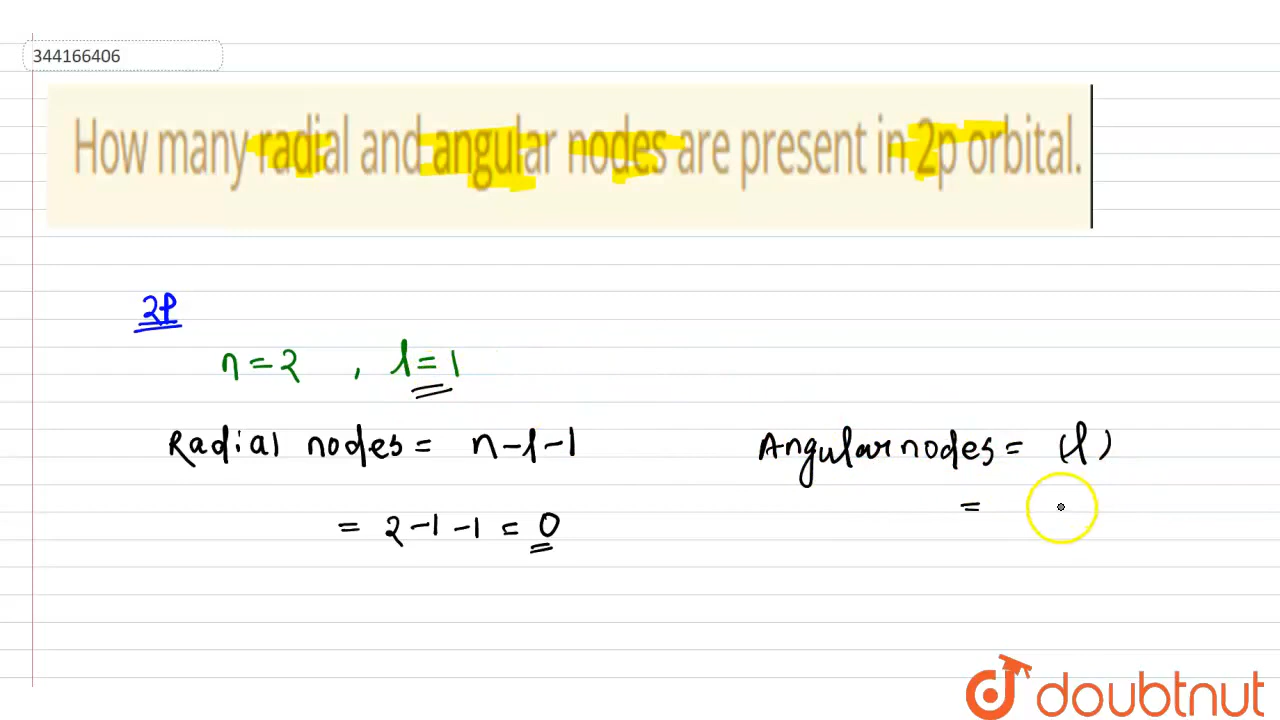 344166406
How many radial and angular nodes are present in 2p orbital.
2P
n = 2 , l = 1
Radial nodes = n - l - 1
Angular nodes = (l)
= 2 - 1 - 1 = 0
=
doubtnut